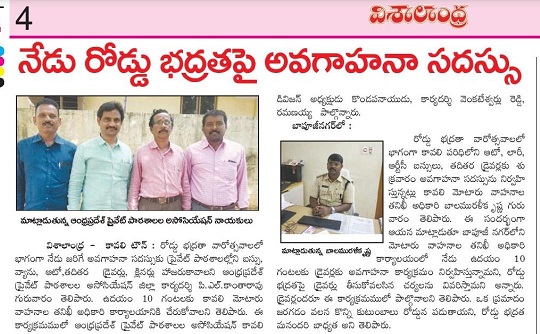 4
విశాలాంధ్ర
నేడు రోడ్డు భద్రతపై అవగాహనా సదస్సు
మాట్లాడుతున్న ఆంధ్రప్రదేశ్ ప్రైవేట్ పాఠశాలల అసోసియేషన్ నాయకులు
విశాలాంధ్ర - కావలి టౌన్ : రోడ్డు భద్రతా వారోత్సవాలలో
భాగంగా నేడు జరిగే అవగాహన సదస్సుకు ప్రైవేట్ పాఠశాలల్లోని బస్సు,
వ్యాను, ఆటో,తదితర డ్రైవర్లు, క్లీనర్లు హాజరుకావాలని ఆంధ్రప్రదేశ్
ప్రైవేట్ పాఠశాలల అసోసియేషన్ జిల్లా కార్యదర్శి పి.ఎల్.కాంతారావు
గురువారం తెలిపారు. ఉదయం 10 గంటలకు కావలి మోటారు
వాహనాల తనిఖీ అధికారి కార్యాలయానికి చేరుకోవాలని తెలిపారు. ఈ
కార్యక్రమములో ఆంధ్రప్రదేశ్ ప్రైవేట్ పాఠశాలల అసోసియేషన్ కావలి
డివిజన్ అధ్యక్షుడు కొండపనాయుడు, కార్యదర్శి వెంకటేశ్వర్లు రెడ్డి,
రమణయ్య పాల్గొన్నారు.
బాపూజీనగర్‌లో :
రోడ్డు భద్రతా వారోత్సవాలలో
భాగంగా కావలి పరిధిలోని ఆటో, లారీ,
ఆర్టీసీ బస్సులు, తదితర డ్రైవర్లకు శు
క్రవారం అవగాహనా సదస్సును నిర్వహి
స్తున్నట్లు కావలి మోటారు వాహనాల
తనిఖీ అధికారి బాలమురళీకృష్ణ గురు
వారం తెలిపారు. ఈ సందర్భంగా
ఆయన మాట్లాడుతూ బాపూజీ నగర్‌లోని
మోటారు వాహనాల తనిఖీ అధికారి
కార్యాలయంలో నేడు ఉదయం 10
మాట్లాడుతున్న బాలమురళీకృష్ణ
గంటలకు డ్రైవర్లకు అవగాహనా కార్యక్రమం నిర్వహిస్తున్నామని, రోడ్డు
భద్రతపై డ్రైవర్లు తీసుకోవలసిన చర్యలను వివరిస్తామని అన్నారు.
డ్రైవర్లందరూ ఈ కార్యక్రమములో పాల్గొనాలని తెలిపారు. ఒక ప్రమాదం
జరగడం వలన కొన్ని కుటుంబాలు రోడ్డున పడుతాయని, రోడ్డు భద్రత
మనందరి బాధ్యత అని తెలిపారు.